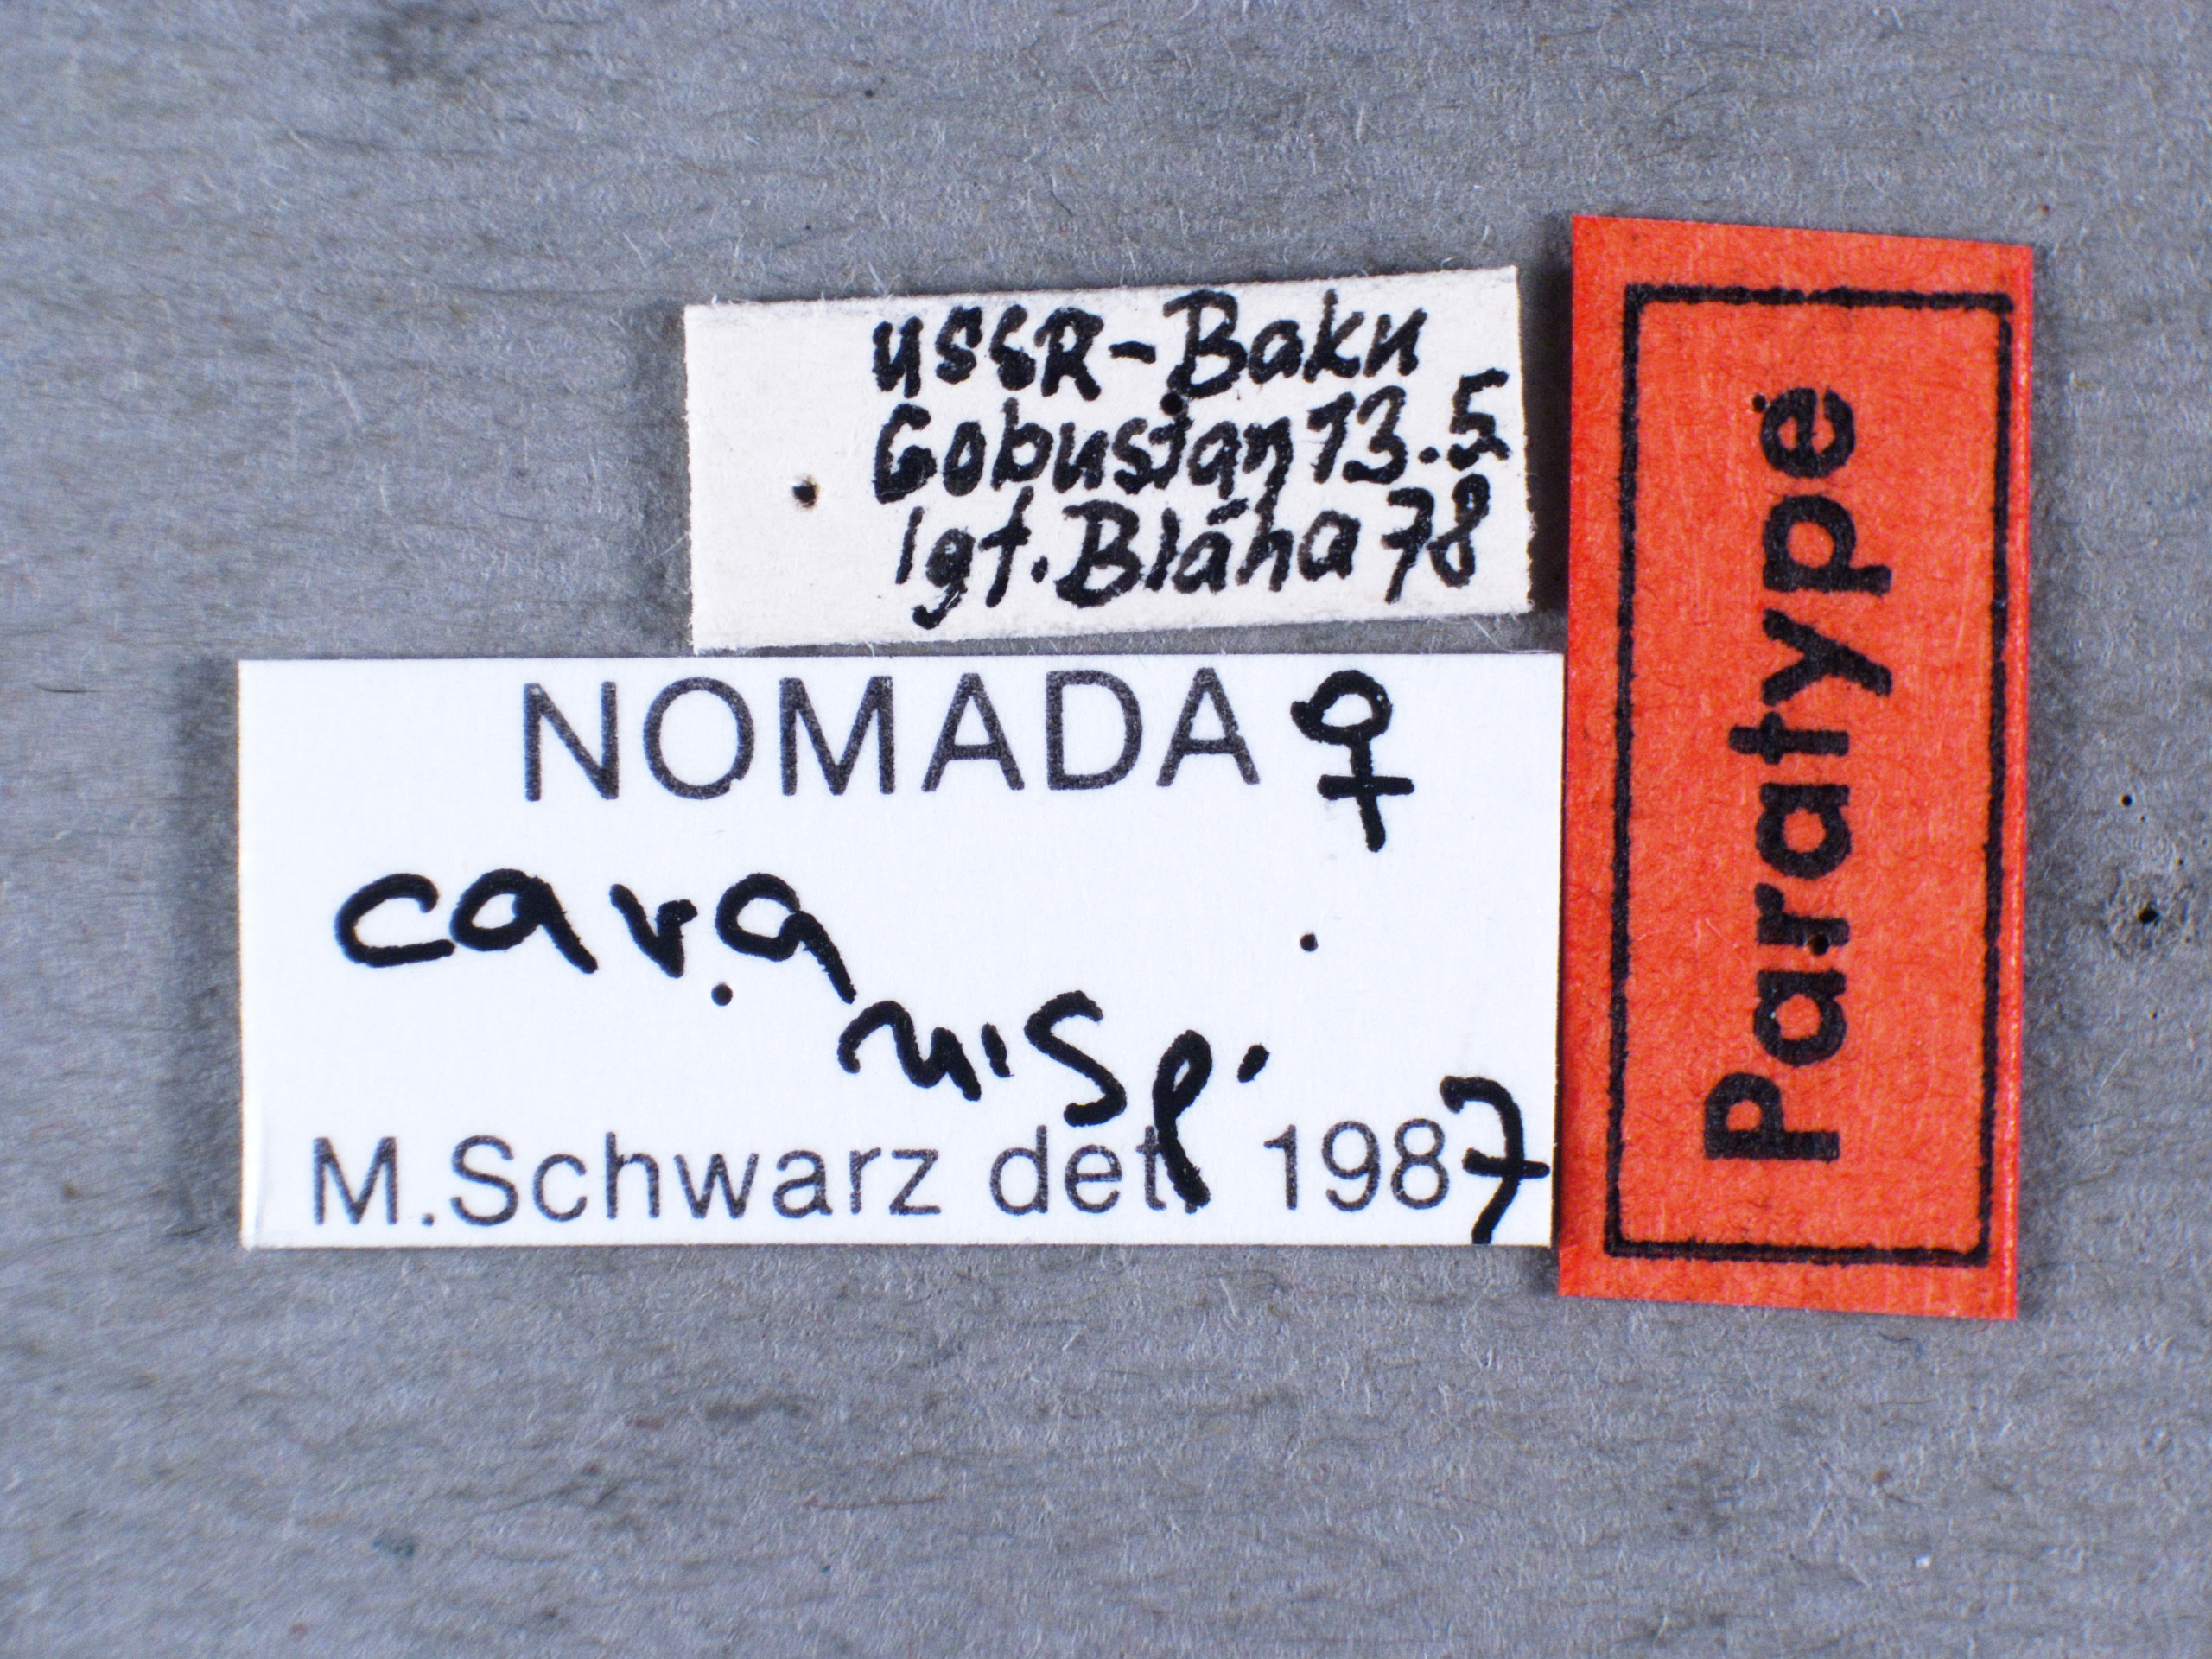 USSR-Baku
Gobustan 13.5
lgt. Bláha 78
NOMADA ♀
cara
n.sp.
M.Schwarz det. 1987
Paratype